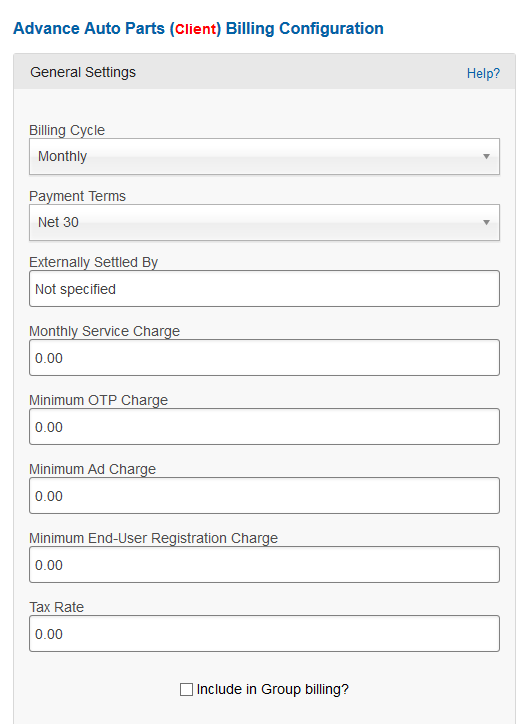 Advance Auto Parts (Client) Billing Configuration
General Settings
Help?
Billing Cycle
Monthly
Payment Terms
Net 30
Externally Settled By
Not specified
Monthly Service Charge
0.00
Minimum OTP Charge
0.00
Minimum Ad Charge
0.00
Minimum End-User Registration Charge
0.00
Tax Rate
0.00
Include in Group billing?